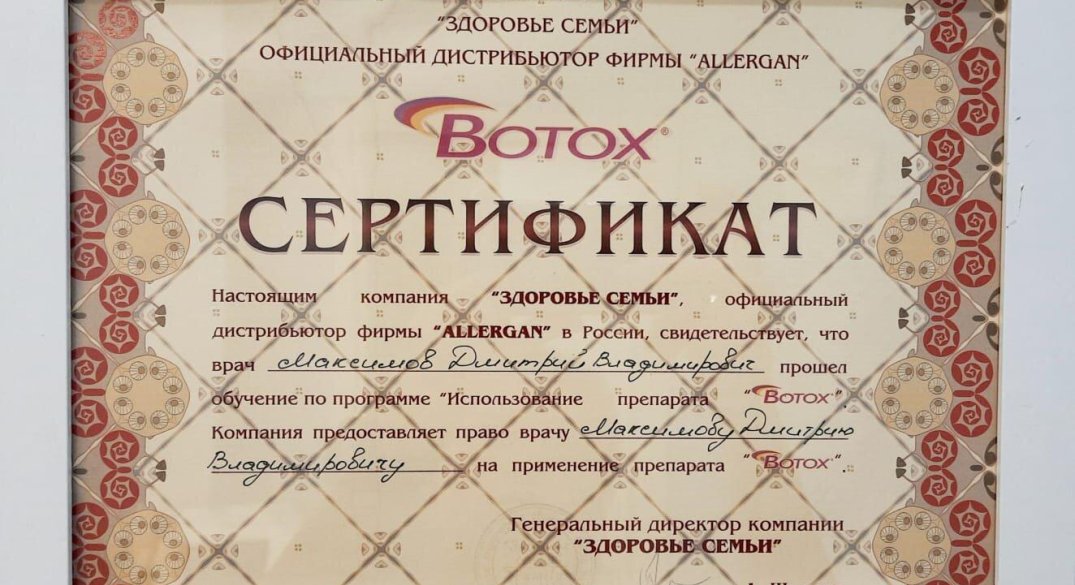 "ЗДОРОВЬЕ СЕМЬИ"
ОФИЦИАЛЬНЫЙ ДИСТРИБЬЮТОР ФИРМЫ "ALLERGAN"
BOTOX®
СЕРТИФИКАТ
Настоящим компания "ЗДОРОВЬЕ СЕМЬИ", официальный
дистрибьютор фирмы "ALLERGAN" в России, свидетельствует, что
врач Максимов Дмитрий Владимирович прошел
обучение по программе "Использование препарата "BOTOX".
Компания предоставляет право врачу Максимову Дмитрию
Владимировичу на применение препарата "BOTOX".
Генеральный директор компании
"ЗДОРОВЬЕ СЕМЬИ"